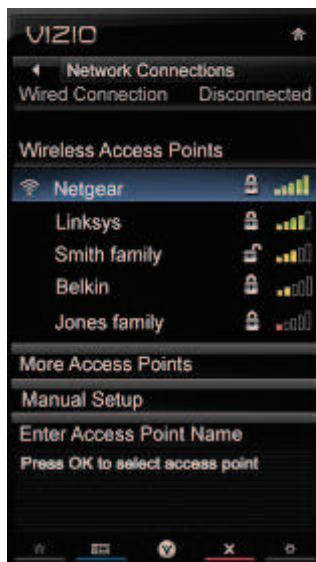 VIZIO
Network Connections
Wired Connection Disconnected
Wireless Access Points
Netgear
Linksys
Smith family
Belkin
Jones family
More Access Points
Manual Setup
Enter Access Point Name
Press OK to select access point